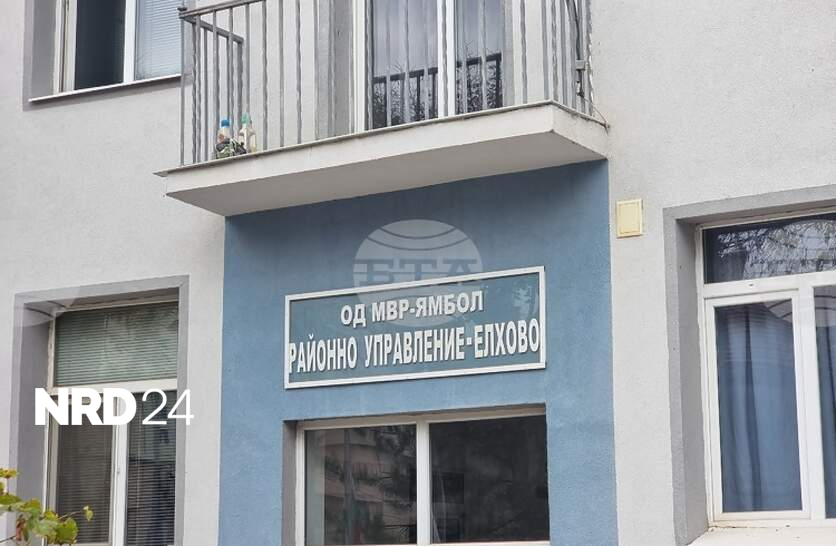 БТА
ОД МВР-ЯМБОЛ
РАЙОННО УПРАВЛЕНИЕ-ЕЛХОВО
NRD24